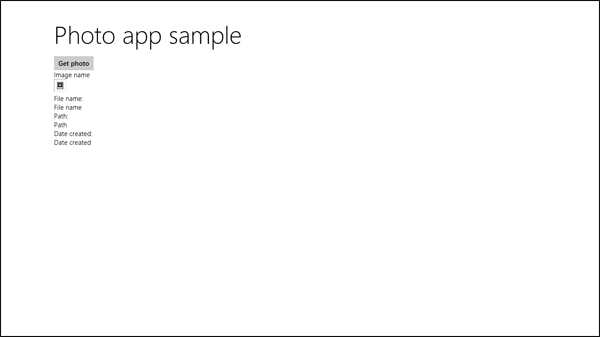 Photo app sample
Get photo
Image name
File name:
File name
Path:
Path
Date created:
Date created